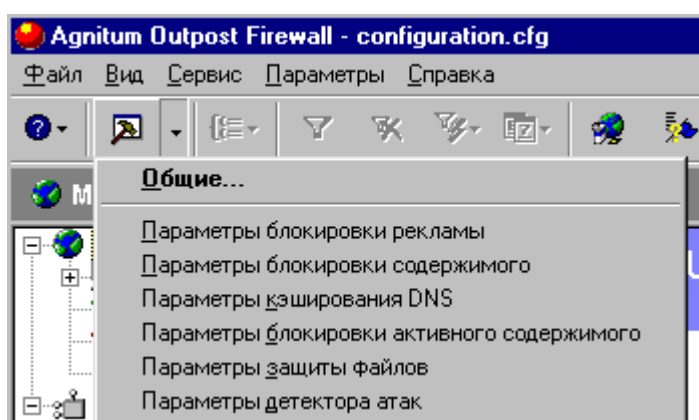 Agnitum Outpost Firewall - configuration.cfg
Файл Вид Сервис Параметры Справка
Общие...
Параметры блокировки рекламы
Параметры блокировки содержимого
Параметры кэширования DNS
Параметры блокировки активного содержимого
Параметры защиты файлов
Параметры детектора атак